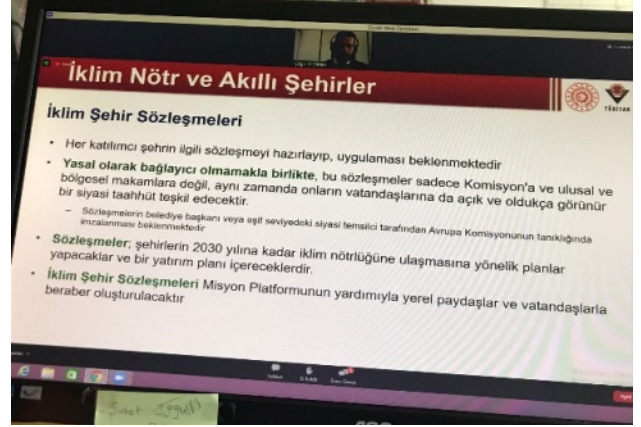 İklim Nötr ve Akıllı Şehirler
TÜBİTAK
İklim Şehir Sözleşmeleri
• Her katılımcı şehrin ilgili sözleşmeyi hazırlayıp, uygulaması beklenmektedir
• Yasal olarak bağlayıcı olmamakla birlikte, bu sözleşmeler sadece Komisyon'a ve ulusal ve
bölgesel makamlara değil, aynı zamanda onların vatandaşlarına da açık ve oldukça görünür
bir siyasi taahhüt teşkil edecektir.
– Sözleşmelerin belediye başkanı veya eşit seviyedeki siyasi temsilci tarafından Avrupa Komisyonunun tanıklığında
imzalanması beklenmektedir
• Sözleşmeler; şehirlerin 2030 yılına kadar iklim nötrlüğüne ulaşmasına yönelik planlar
yapacaklar ve bir yatırım planı içereceklerdir.
• İklim Şehir Sözleşmeleri Misyon Platformunun yardımıyla yerel paydaşlar ve vatandaşlarla
beraber oluşturulacaktır